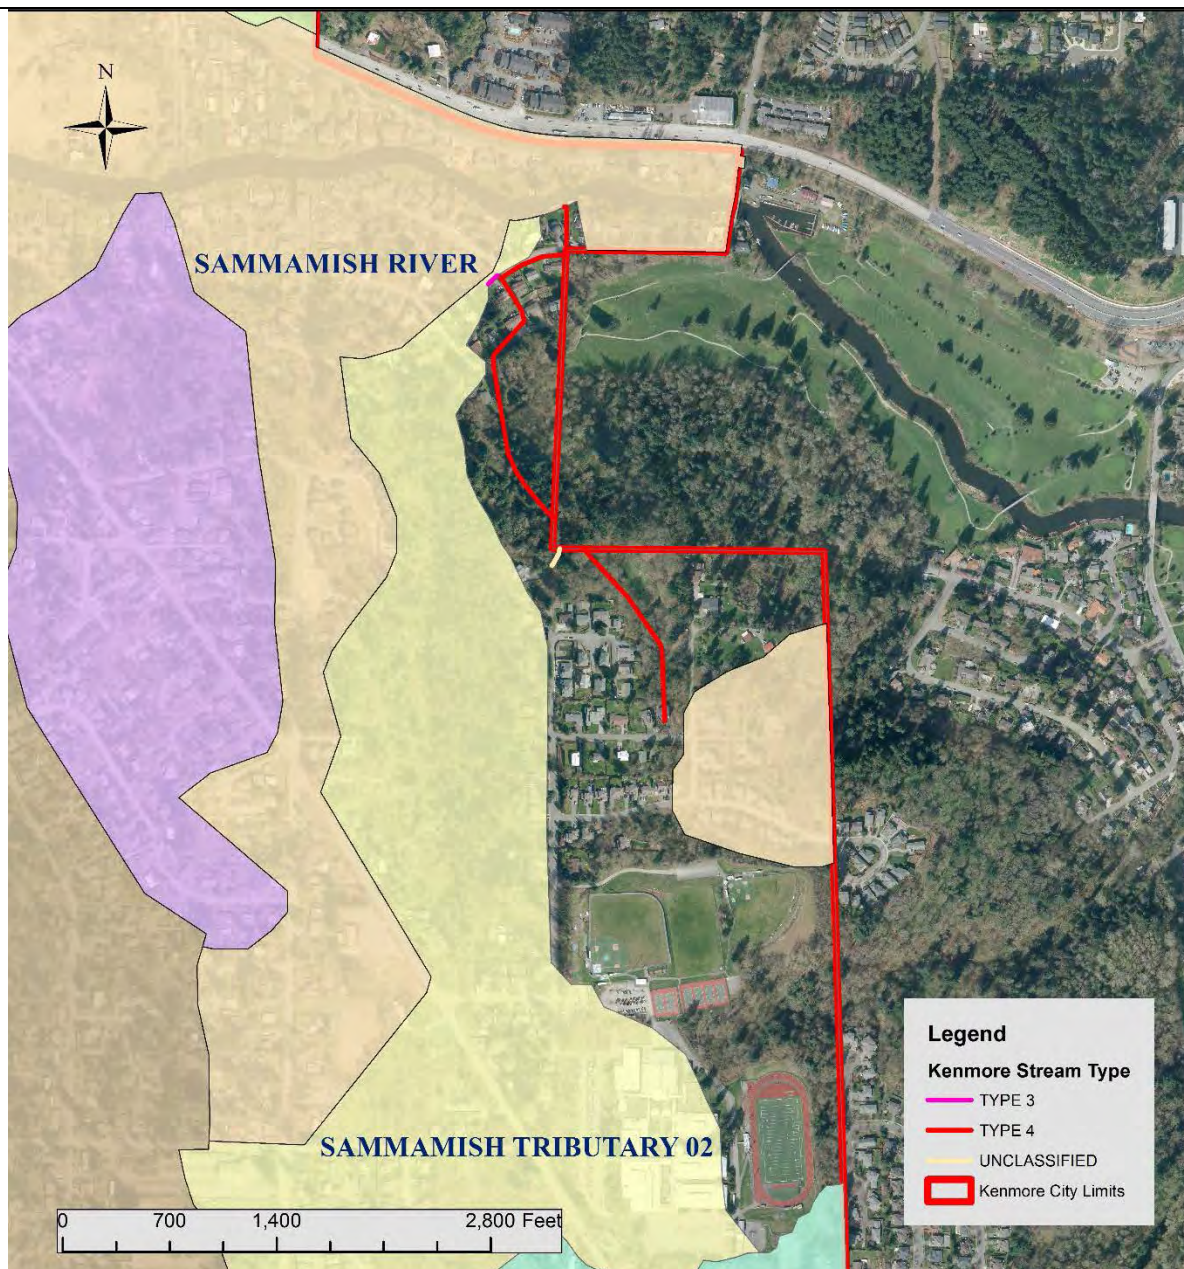 N
SAMMAMISH RIVER
SAMMAMISH TRIBUTARY 02
0 700 1,400 2,800 Feet
Legend
Kenmore Stream Type
TYPE 3
TYPE 4
UNCLASSIFIED
Kenmore City Limits